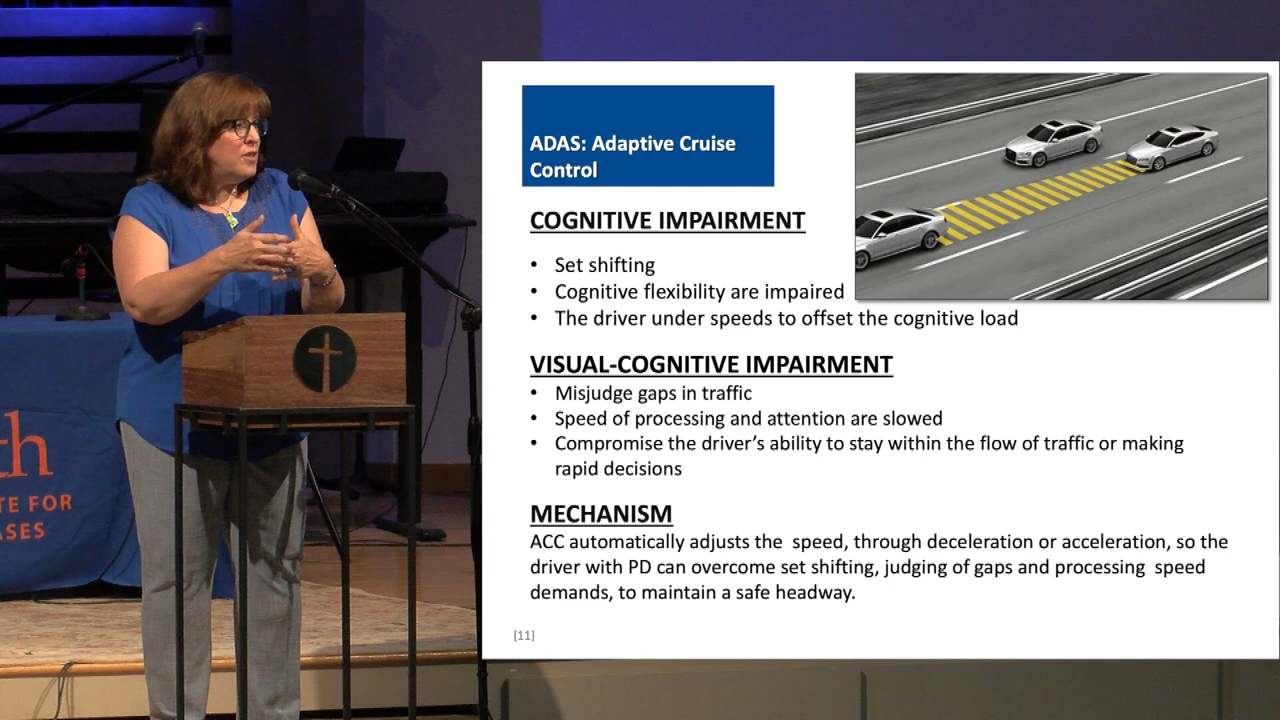 ADAS: Adaptive Cruise
Control
COGNITIVE IMPAIRMENT
• Set shifting
• Cognitive flexibility are impaired
• The driver under speeds to offset the cognitive load
VISUAL-COGNITIVE IMPAIRMENT
• Misjudge gaps in traffic
• Speed of processing and attention are slowed
• Compromise the driver's ability to stay within the flow of traffic or making
rapid decisions
MECHANISM
ACC automatically adjusts the  speed, through deceleration or acceleration, so the
driver with PD can overcome set shifting, judging of gaps and processing  speed
demands, to maintain a safe headway.
[11]
th
TE FOR
ASES